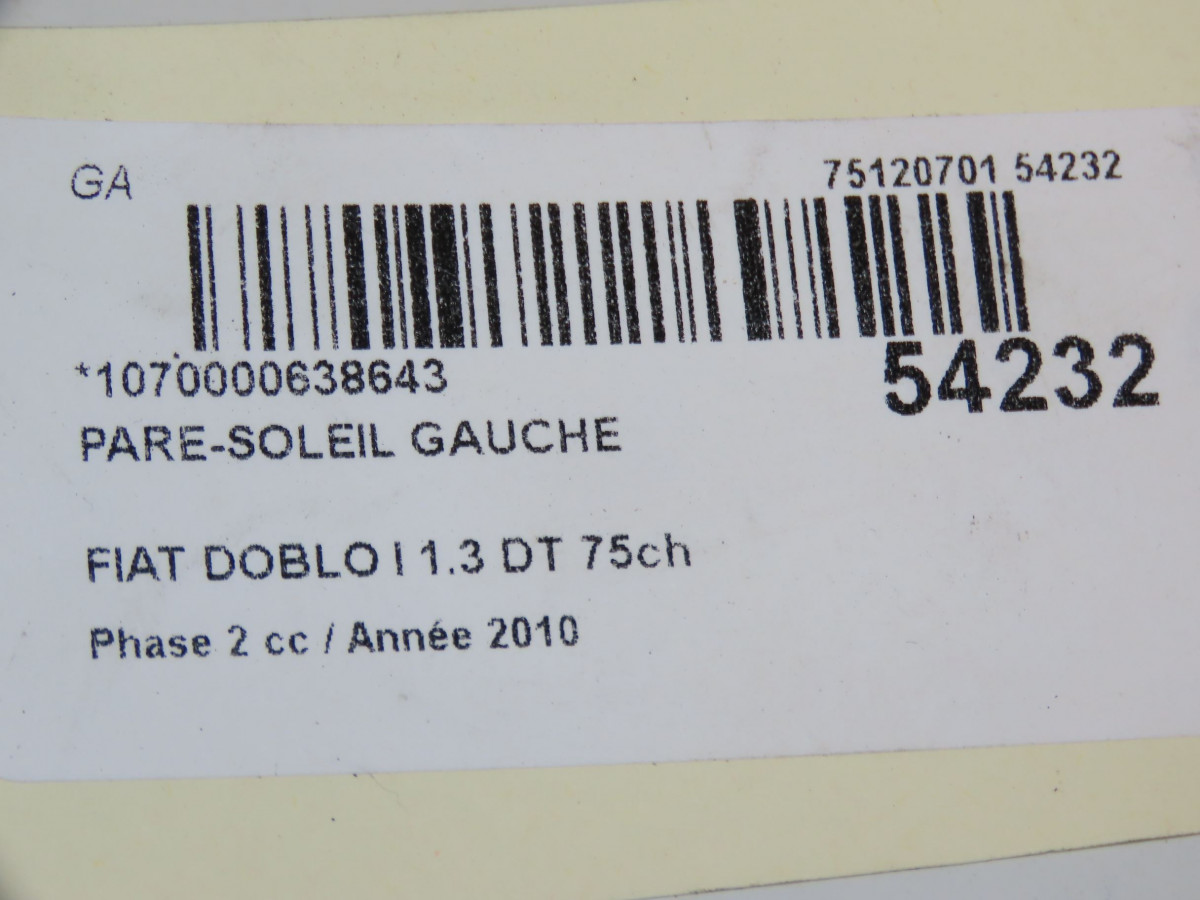 GA
75120701 54232
*1070000638643
54232
PARE-SOLEIL GAUCHE
FIAT DOBLO I 1.3 DT 75ch
Phase 2 cc / Année 2010